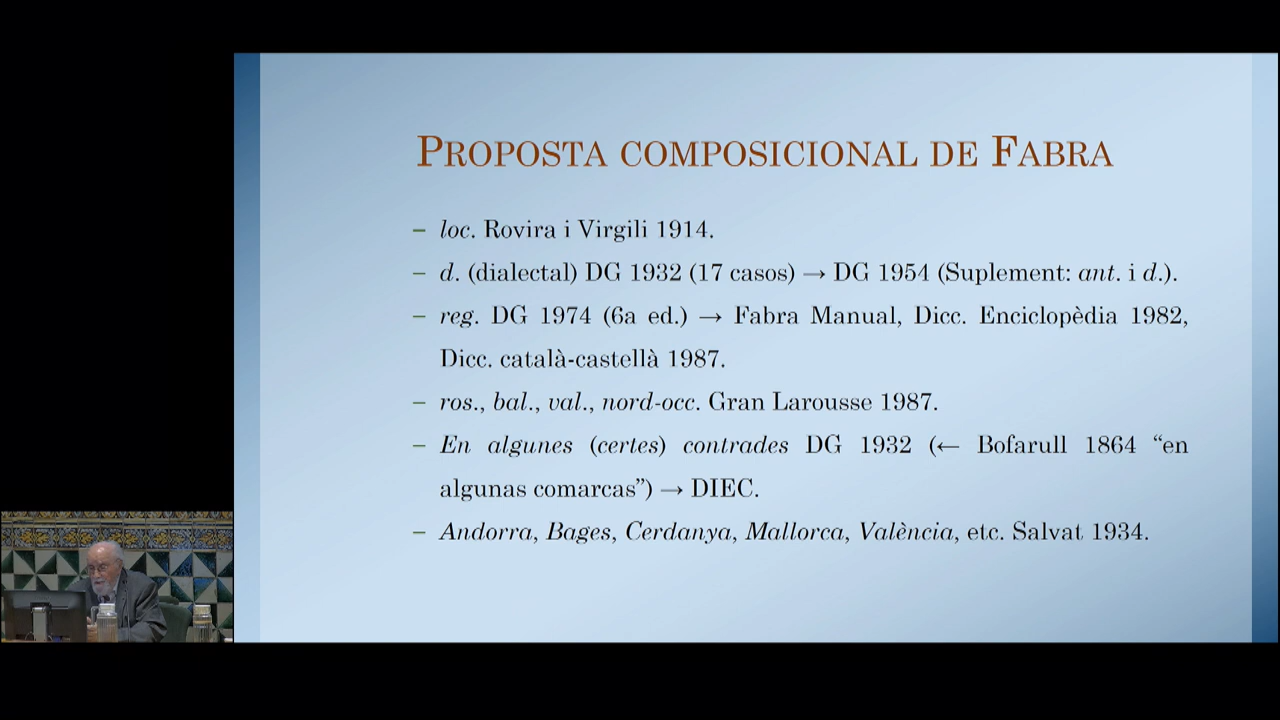 PROPOSTA COMPOSICIONAL DE FABRA
– loc. Rovira i Virgili 1914.
– d. (dialectal) DG 1932 (17 casos) → DG 1954 (Suplement: ant. i d.).
– reg. DG 1974 (6a ed.) → Fabra Manual, Dicc. Enciclopèdia 1982,
Dicc. català-castellà 1987.
– ros., bal., val., nord-occ. Gran Larousse 1987.
– En algunes (certes) contrades DG 1932 (← Bofarull 1864 “en
algunas comarcas”) → DIEC.
– Andorra, Bages, Cerdanya, Mallorca, València, etc. Salvat 1934.